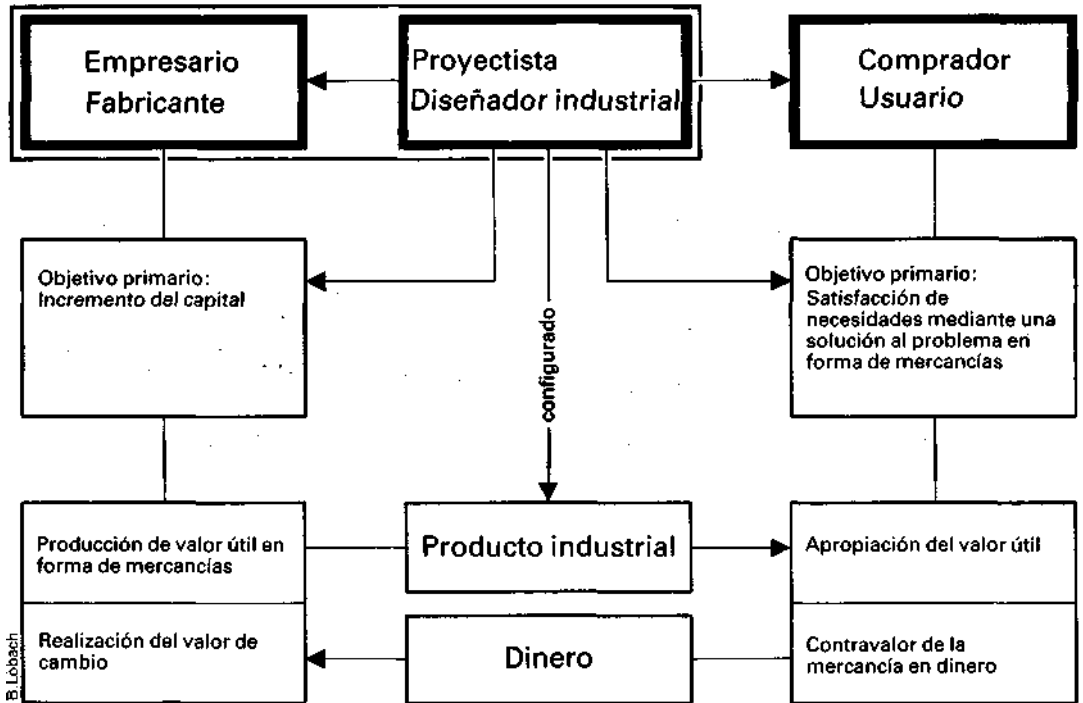 Empresario
Fabricante
Proyectista
Diseñador industrial
Comprador
Usuario
Objetivo primario:
Incremento del capital
configurado
Objetivo primario:
Satisfacción de
necesidades mediante una
solución al problema en
forma de mercancías
Producción de valor útil en
forma de mercancías
Producto industrial
Apropiación del valor útil
Realización del valor de
cambio
Dinero
Contravalor de la
mercancía en dinero
B. Löbach